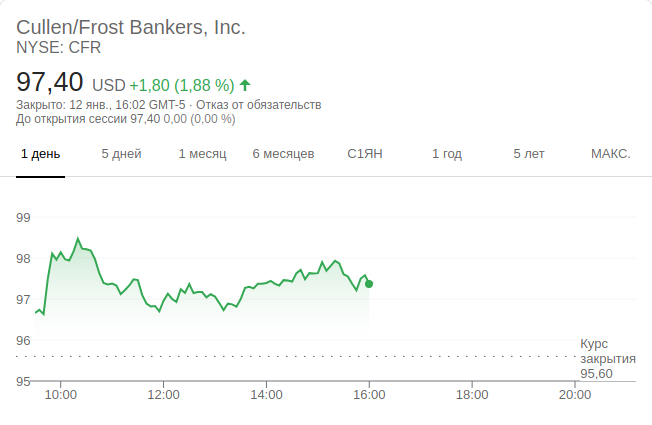 Cullen/Frost Bankers, Inc.
NYSE: CFR
97,40 USD +1,80 (1,88 %)
Закрыто: 12 янв., 16:02 GMT-5 · Отказ от обязательств
До открытия сессии 97,40 0,00 (0,00 %)
1 день 5 дней 1 месяц 6 месяцев С1ЯН 1 год 5 лет МАКС.
99
98
97
96
Курс
закрытия
95,60
95
10:00 12:00 14:00 16:00 18:00 20:00